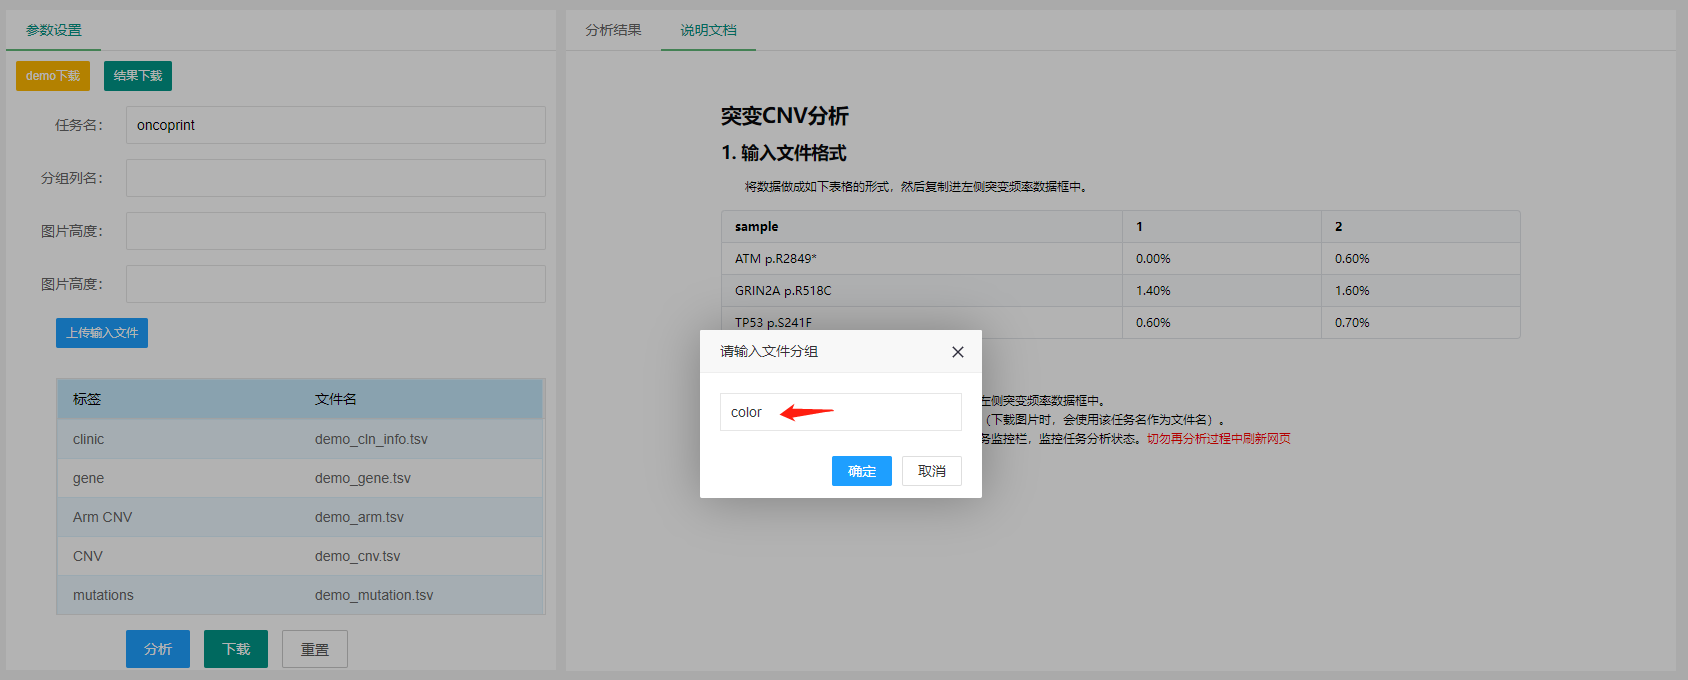 参数设置
demo下载 结果下载
任务名： oncoprint
分组列名：
图片高度：
图片高度：
上传输入文件
标签 文件名
clinic demo_cln_info.tsv
gene demo_gene.tsv
Arm CNV demo_arm.tsv
CNV demo_cnv.tsv
mutations demo_mutation.tsv
分析 下载 重置
分析结果 说明文档
突变CNV分析
1. 输入文件格式
将数据做成如下表格的形式，然后复制进左侧突变频率数据框中。
sample 1 2
ATM p.R2849* 0.00% 0.60%
GRIN2A p.R518C 1.40% 1.60%
TP53 p.S241F 0.60% 0.70%
请输入文件分组
color
确定 取消
左侧突变频率数据框中。
（下载图片时，会使用该任务名作为文件名）。
务监控栏，监控任务分析状态。切勿再分析过程中刷新网页